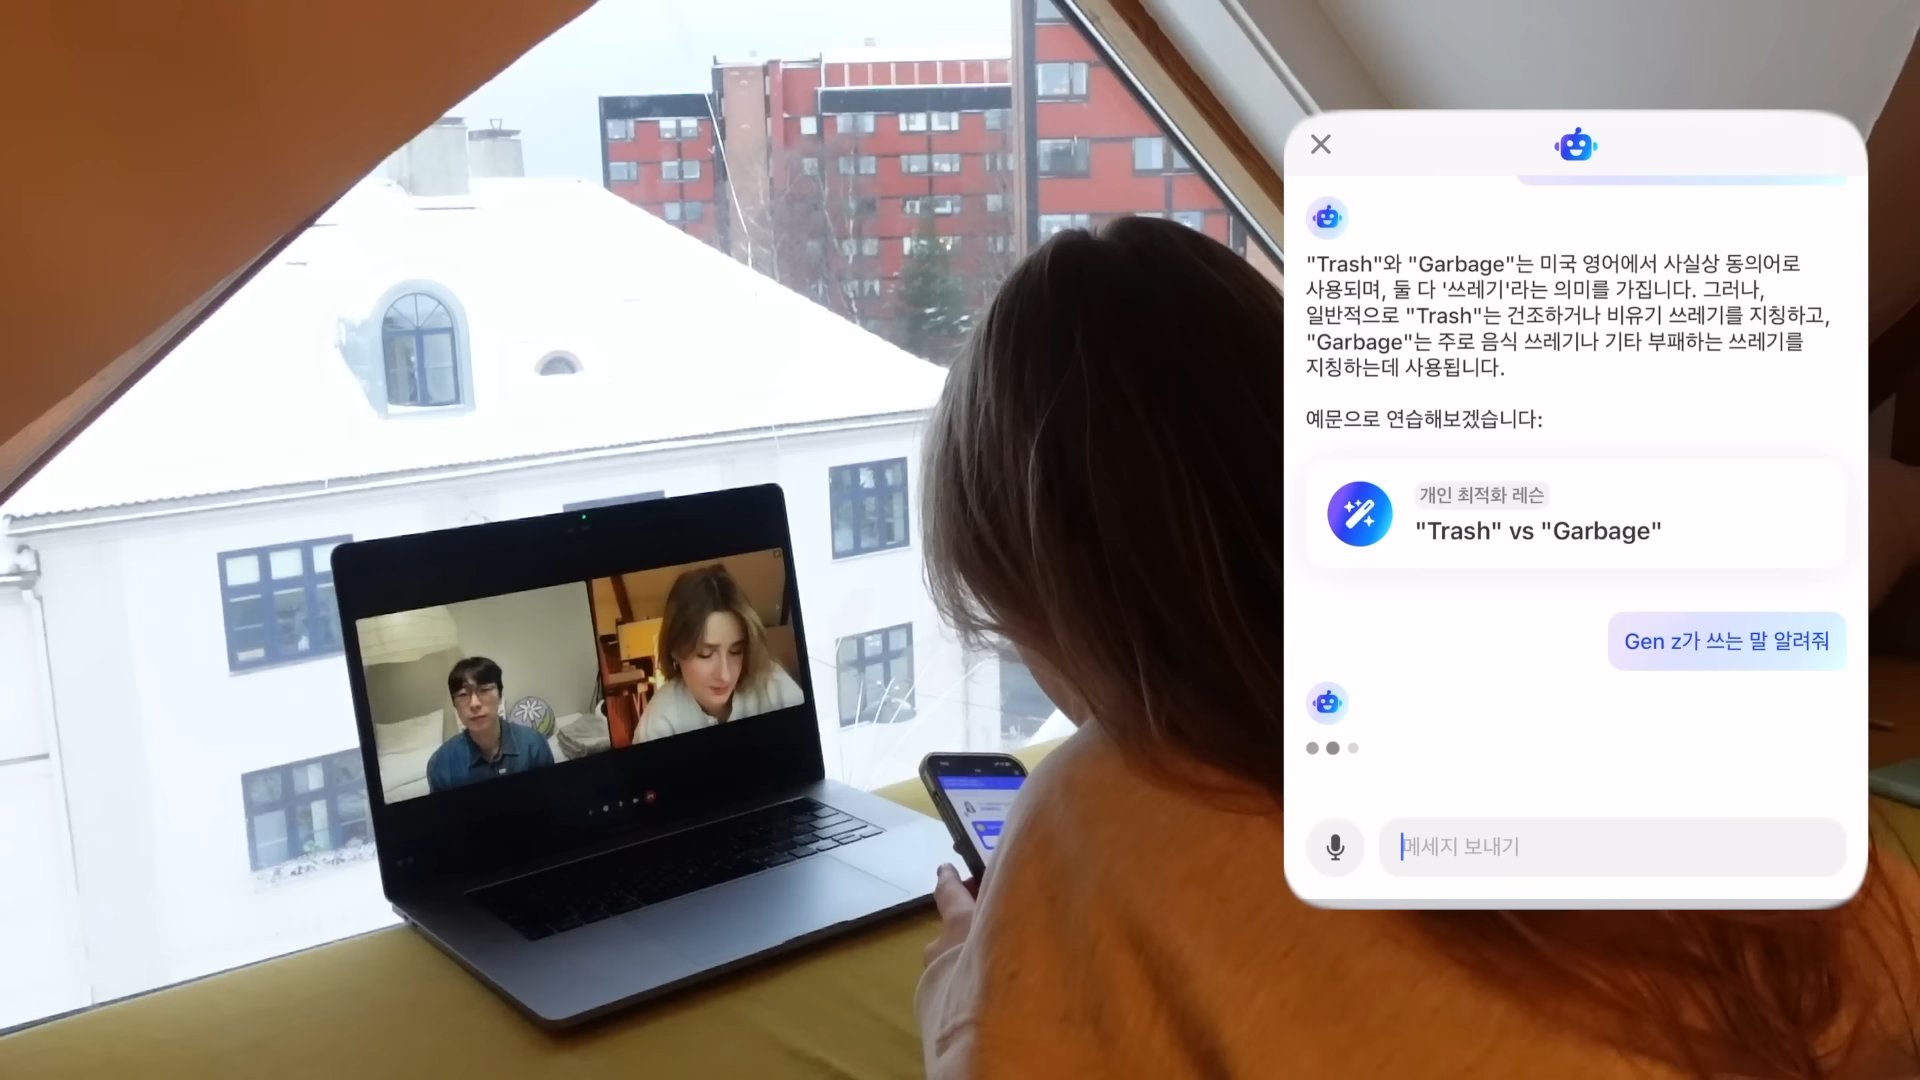 "Trash"와 "Garbage"는 미국 영어에서 사실상 동의어로
사용되며, 둘 다 '쓰레기'라는 의미를 가집니다. 그러나,
일반적으로 "Trash"는 건조하거나 비유기 쓰레기를 지칭하고,
"Garbage"는 주로 음식 쓰레기나 기타 부패하는 쓰레기를
지칭하는데 사용됩니다.
예문으로 연습해보겠습니다:
개인 최적화 레슨
"Trash" vs "Garbage"
Gen z가 쓰는 말 알려줘
메세지 보내기